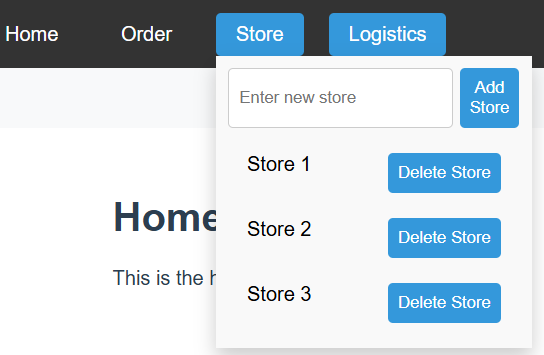 Home Order Store Logistics
Enter new store Add Store
Store 1 Delete Store
Store 2 Delete Store
Store 3 Delete Store
Home
This is the